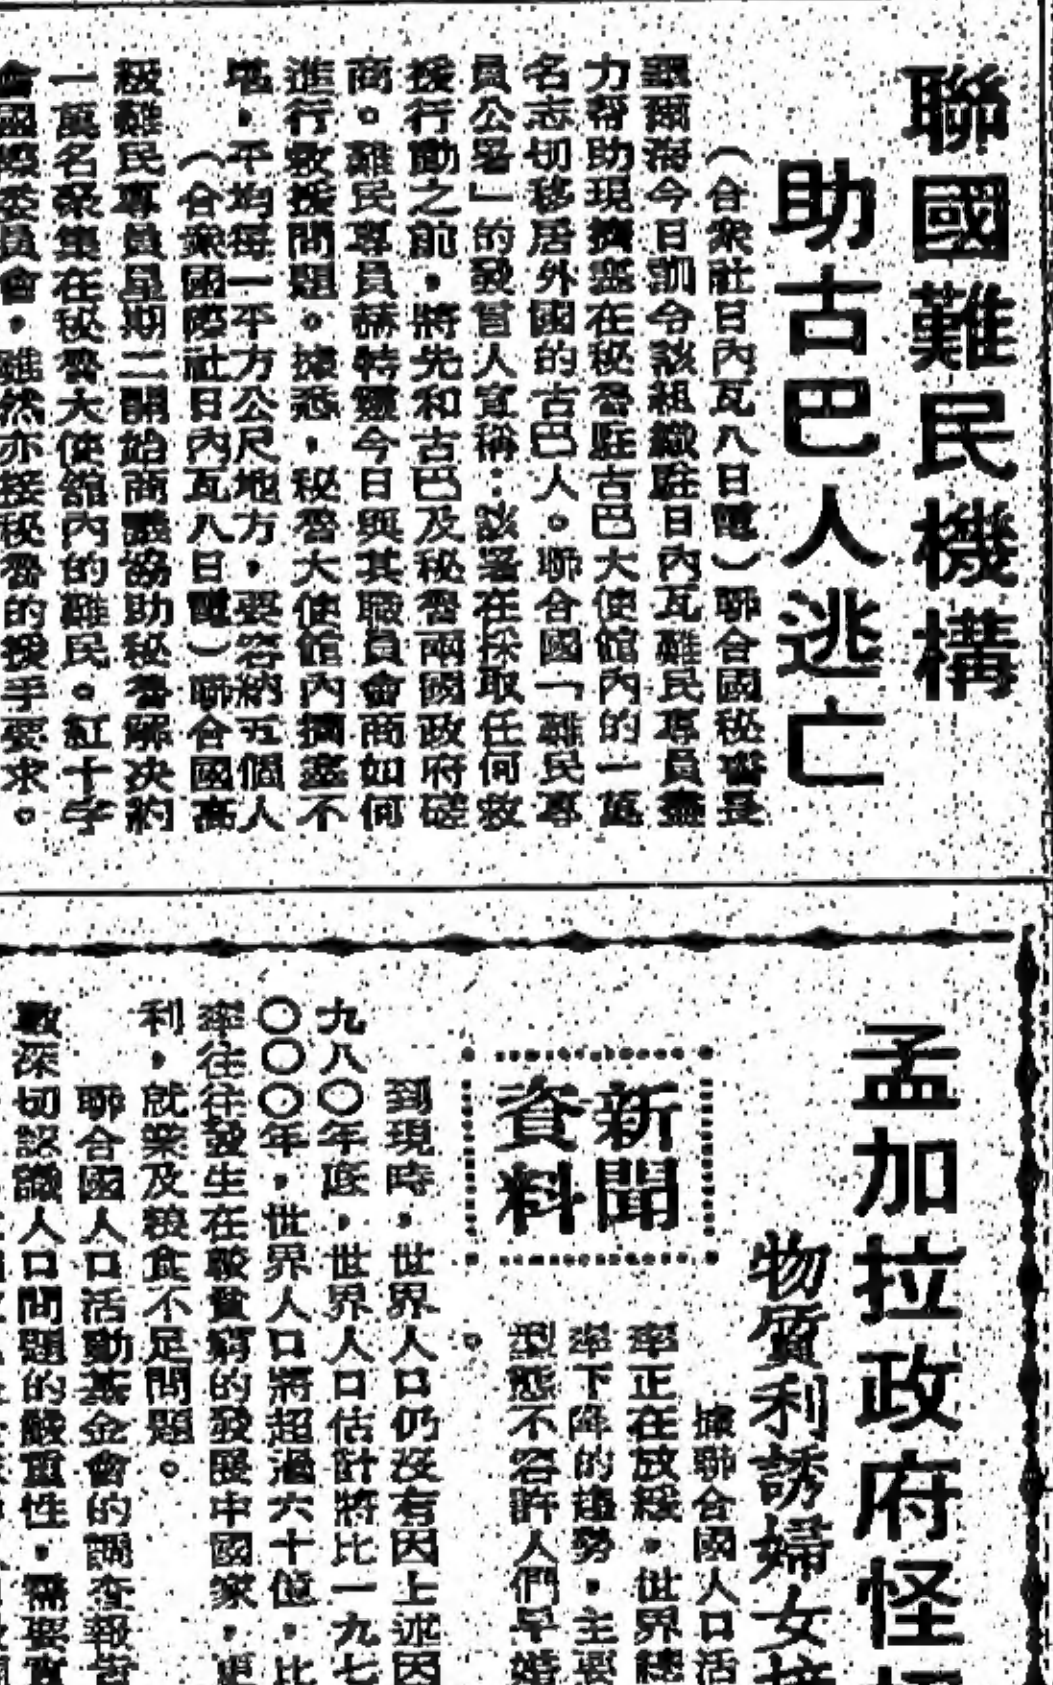 聯國難民機構
助古巴人逃亡
（合衆社日內瓦八日電）聯合國秘書長
爾海今日訓令該組織駐日內瓦難民專員盡
力帮助現擠塞在秘魯駐古巴大使館內的一萬
名志切移居外國的古巴人。聯合國「難民專
員公署」的發言人宣稱：該署在採取任何救
援行動之前，將先和古巴及秘魯兩國政府磋
商。難民專員赫特靈今日與其職員會商如何
進行救援問題。據悉，秘魯大使館內擠塞不
堪，平均每一平方公尺地方，要容納五個人
（合衆國際社日內瓦八日電）聯合國高
級難民專員星期二開始商議協助秘魯解決約
一萬名聚集在秘魯大使舘內的難民。紅十字
會國際委員會，雖然亦接秘魯的援手要求。
孟加拉政府怪
物質利誘婦女
新聞
資料
據聯合國人口活
率正在放緩，世界總
率下降的趨勢，主要
型態不容許人們早婚
。
到現時，世界人口仍沒有因上述因
九八〇年底，世界人口估計將比一九七
〇〇〇年，世界人口將超過六十億，比
率往往發生在較貧窮的發展中國家，更
利，就業及粮食不足問題。
聯合國人口活動基金會的調查報告
深切認識人口問題的嚴重性，需要實